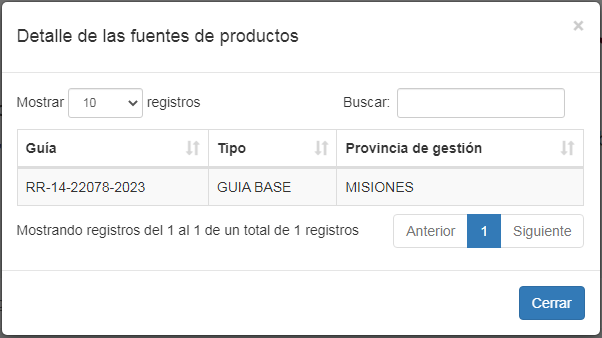 Detalle de las fuentes de productos
×
Mostrar 10 registros Buscar:
Guía Tipo Provincia de gestión
RR-14-22078-2023 GUIA BASE MISIONES
Mostrando registros del 1 al 1 de un total de 1 registros Anterior 1 Siguiente
Cerrar